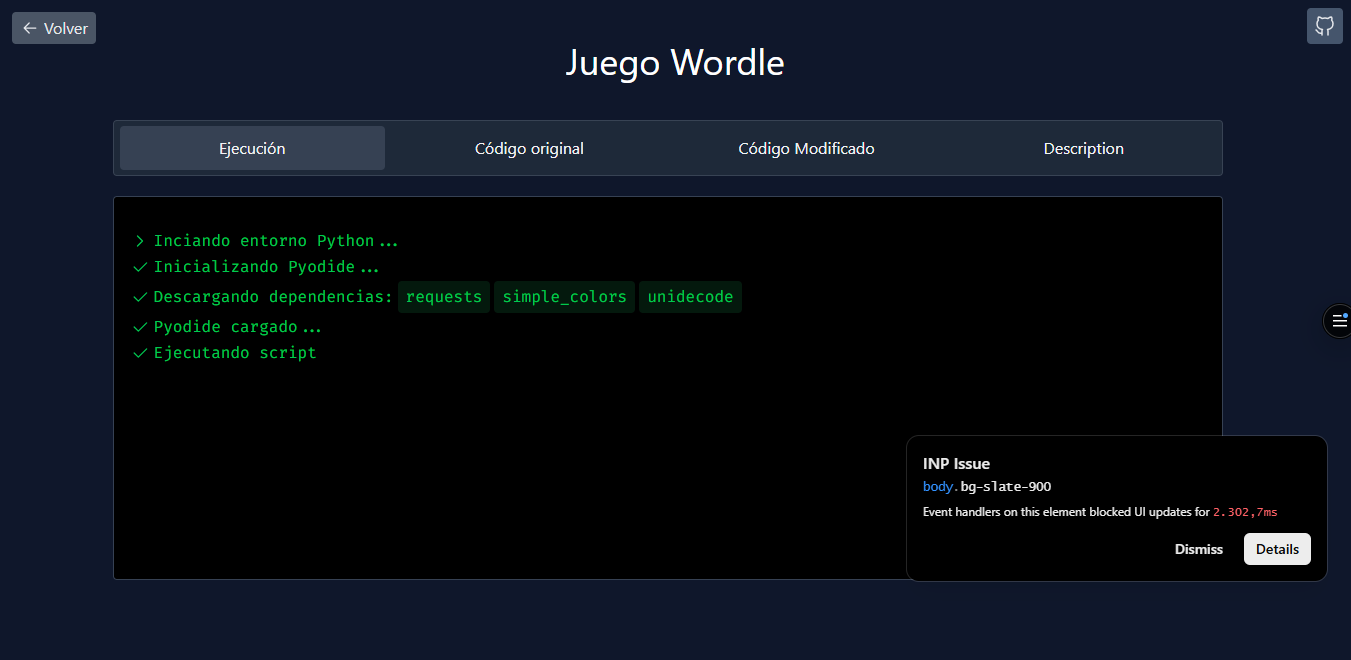 Volver
Juego Wordle
Ejecución Código original Código Modificado Description
Inciando entorno Python...
Inicializando Pyodide...
Descargando dependencias: requests simple_colors unidecode
Pyodide cargado...
Ejecutando script
INP Issue
body.bg-slate-900
Event handlers on this element blocked UI updates for 2.302,7ms
Dismiss Details